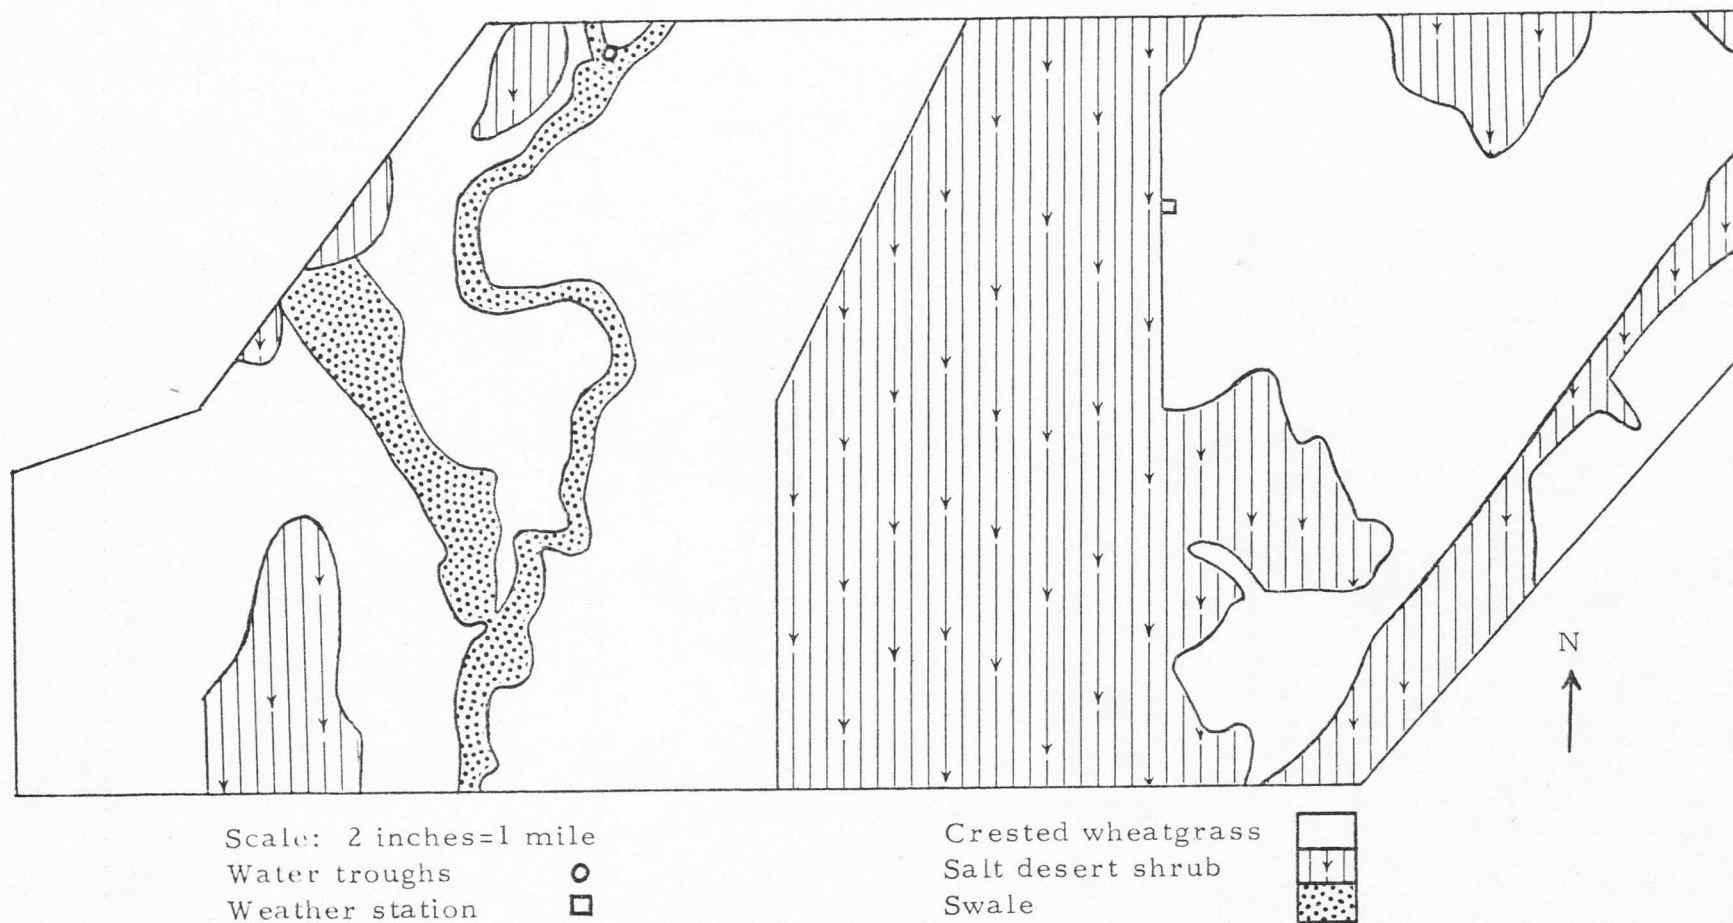 N
Scale: 2 inches=1 mile
Water troughs
Weather station
Crested wheatgrass
Salt desert shrub
Swale